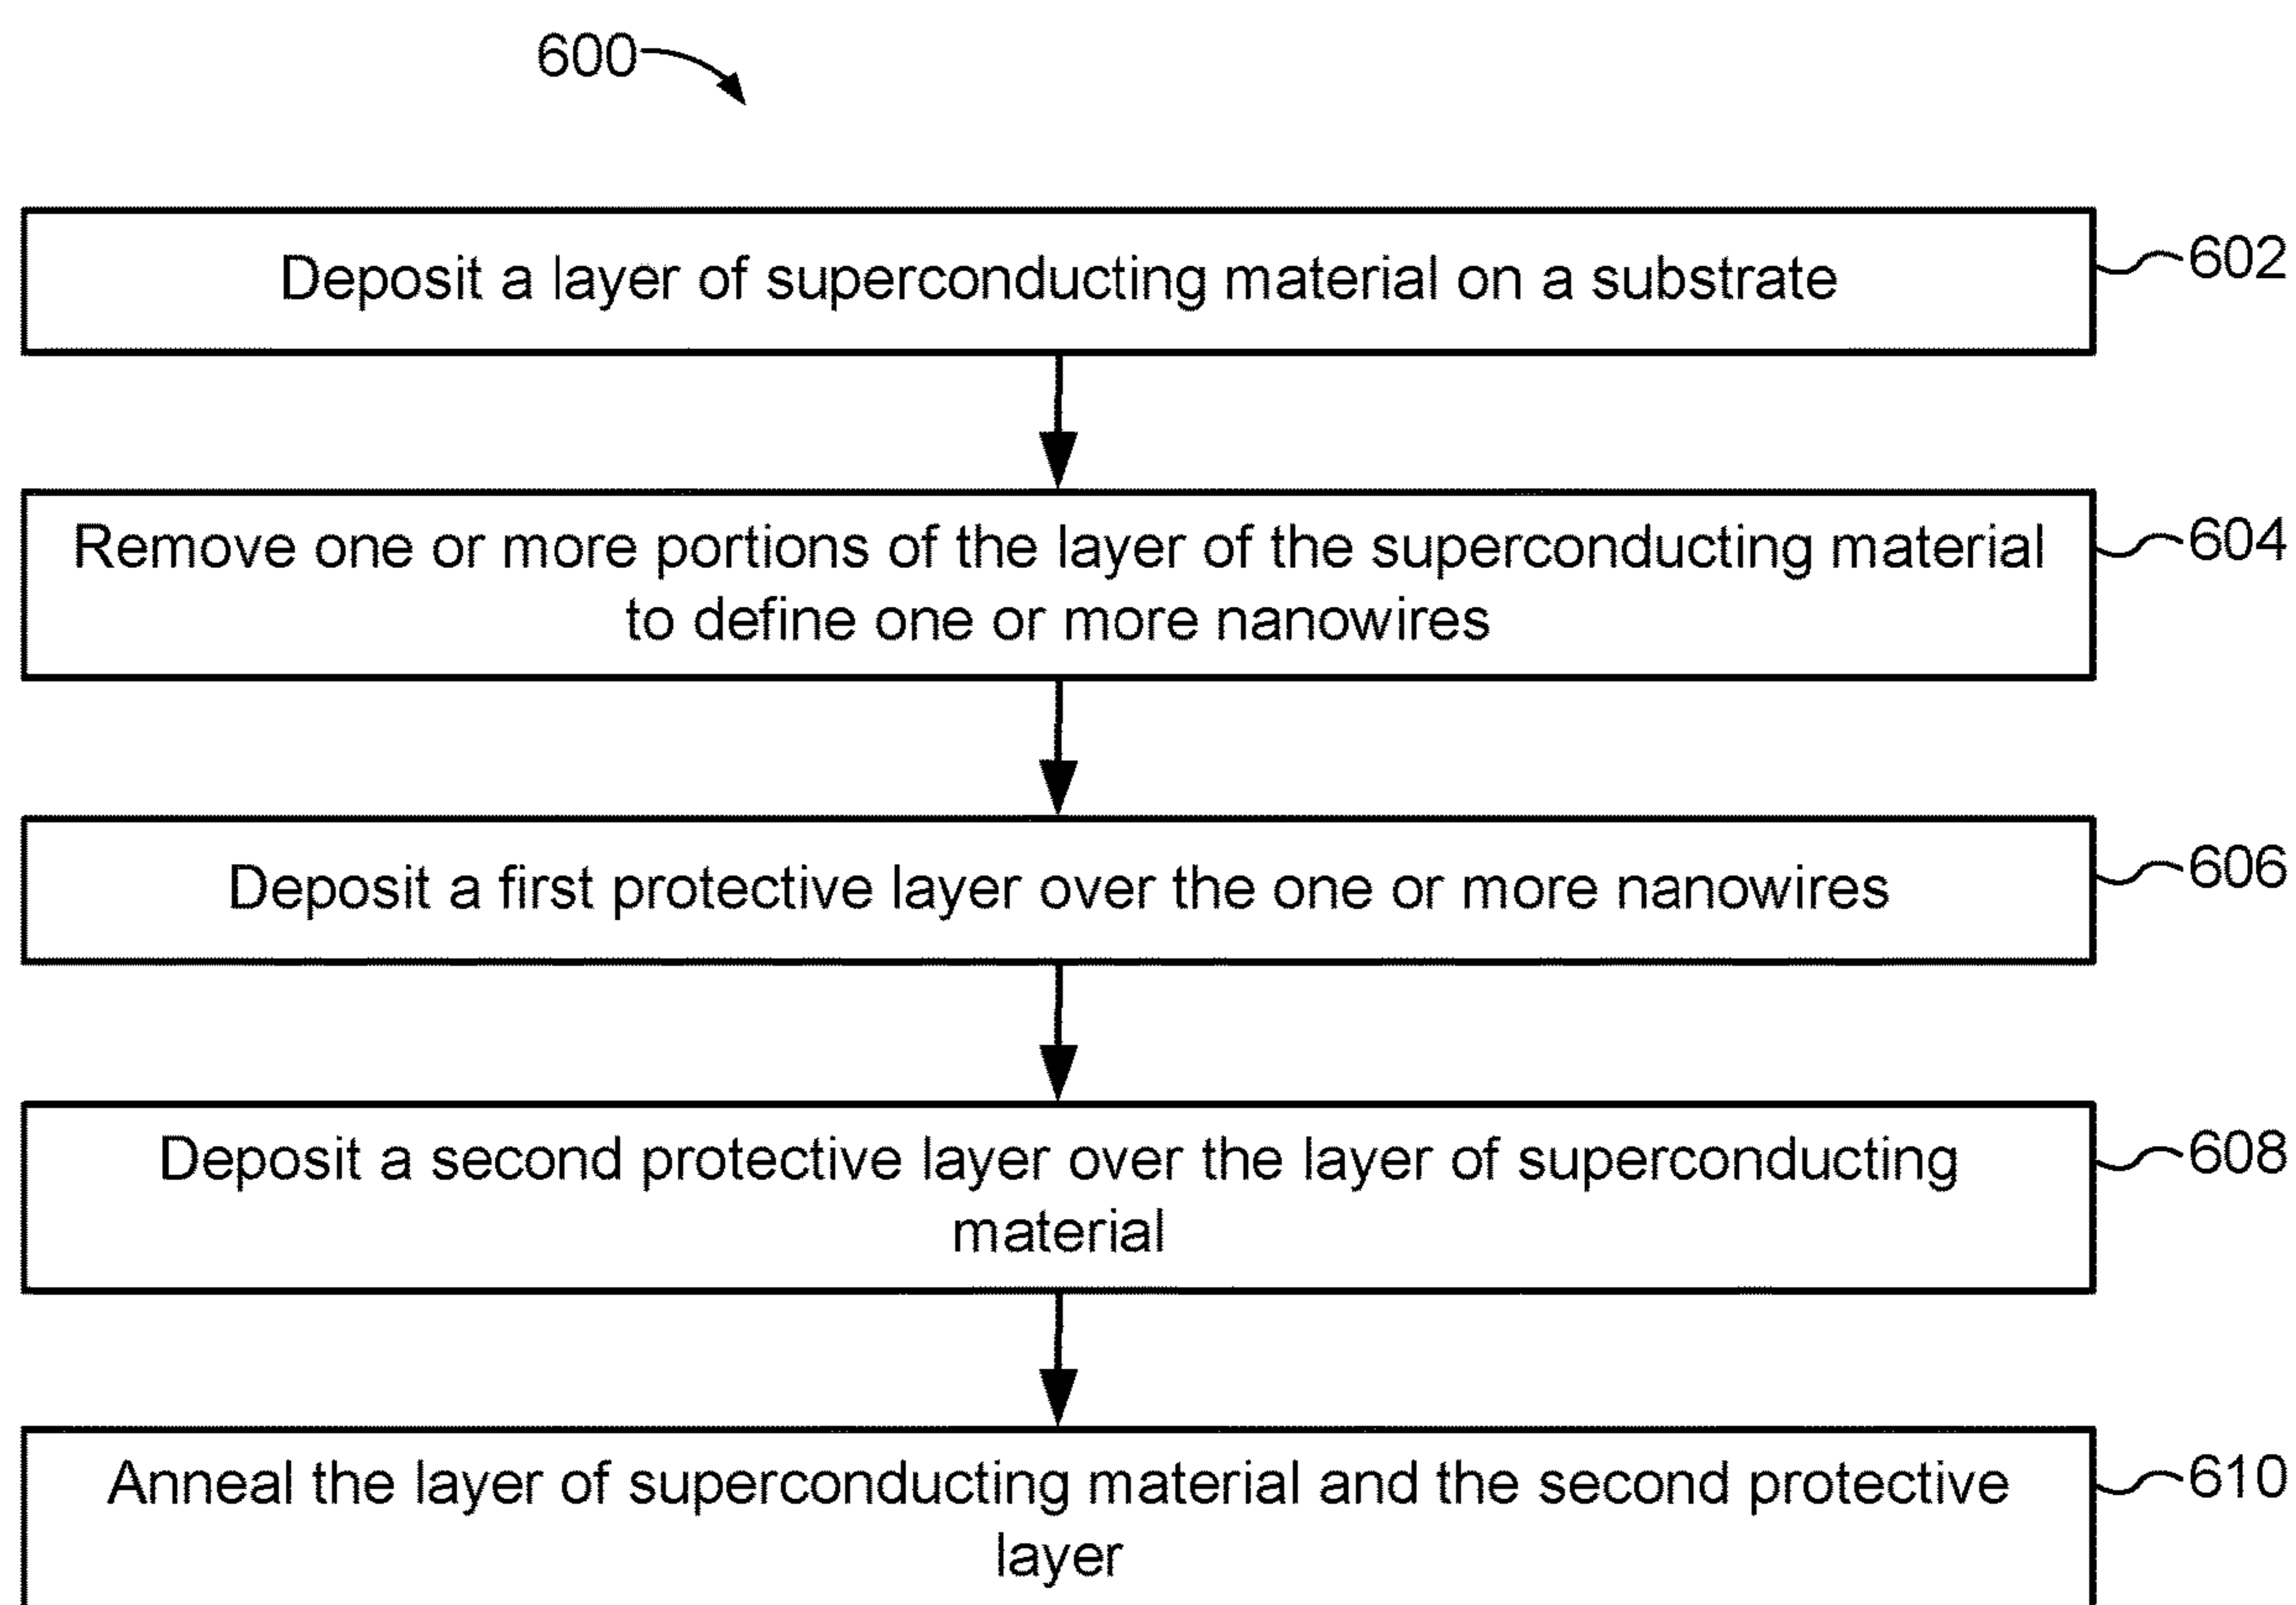 600
Deposit a layer of superconducting material on a substrate
602
Remove one or more portions of the layer of the superconducting material
to define one or more nanowires
604
Deposit a first protective layer over the one or more nanowires
606
Deposit a second protective layer over the layer of superconducting
material
608
Anneal the layer of superconducting material and the second protective
layer
610